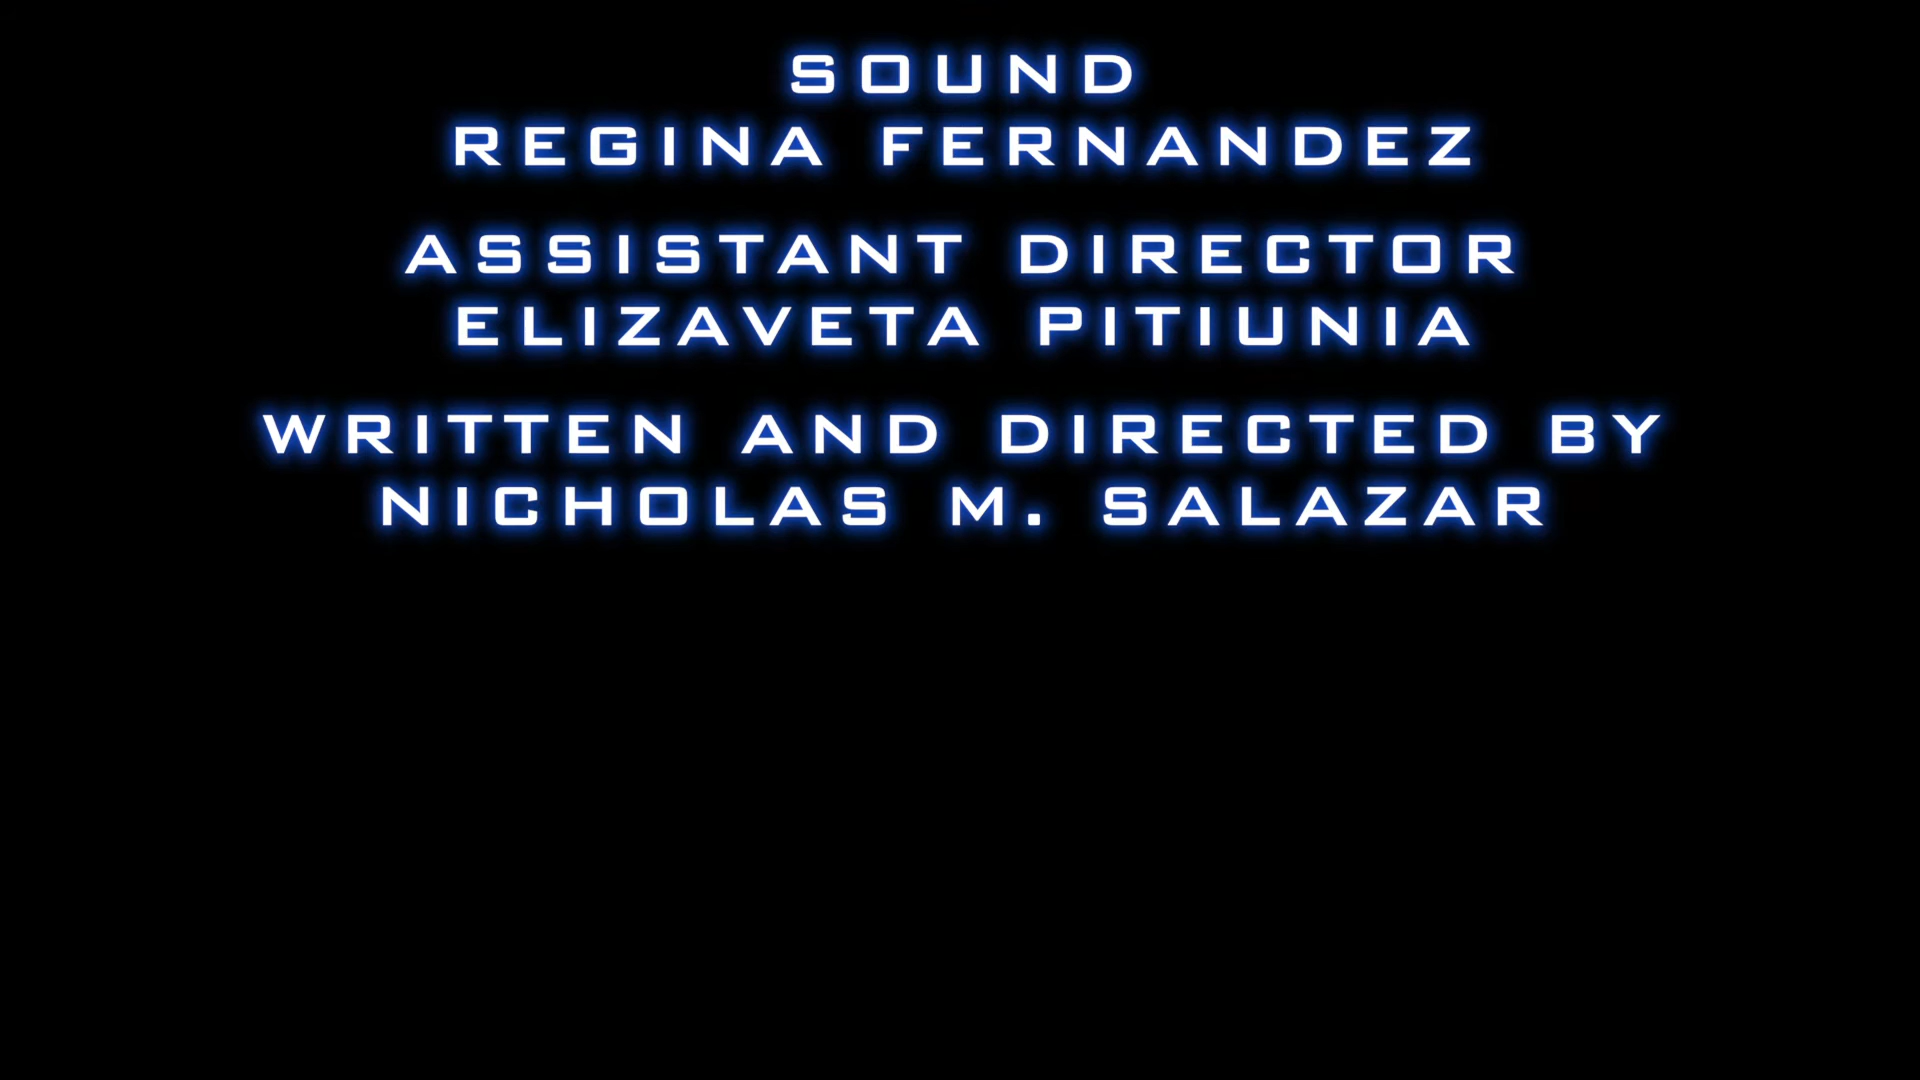 SOUND
REGINA FERNANDEZ
ASSISTANT DIRECTOR
ELIZAVETA PITIUNIA
WRITTEN AND DIRECTED BY
NICHOLAS M. SALAZAR